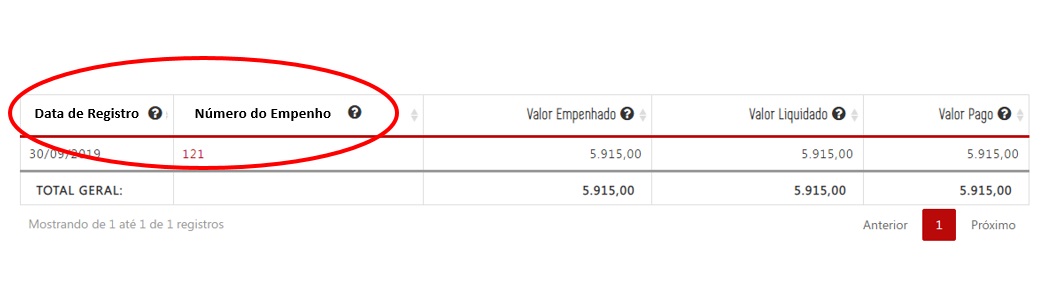 Data de Registro ? Número do Empenho ? Valor Empenhado ? Valor Liquidado ? Valor Pago ?
30/09/2019 121 5.915,00 5.915,00 5.915,00
TOTAL GERAL: 5.915,00 5.915,00 5.915,00
Mostrando de 1 até 1 de 1 registros Anterior 1 Próximo